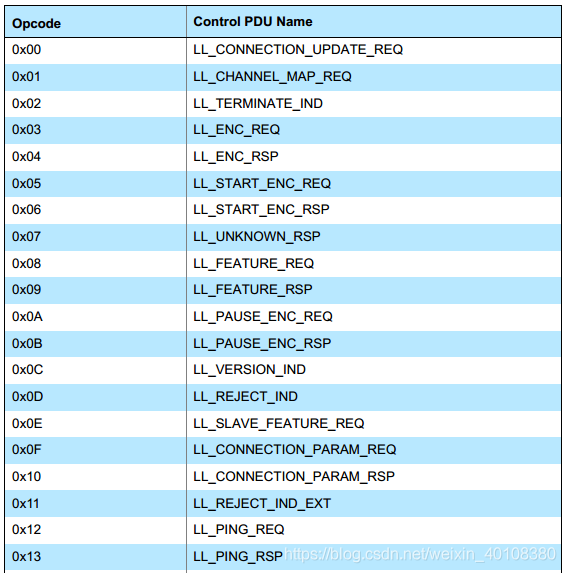 Opcode Control PDU Name
0x00 LL_CONNECTION_UPDATE_REQ
0x01 LL_CHANNEL_MAP_REQ
0x02 LL_TERMINATE_IND
0x03 LL_ENC_REQ
0x04 LL_ENC_RSP
0x05 LL_START_ENC_REQ
0x06 LL_START_ENC_RSP
0x07 LL_UNKNOWN_RSP
0x08 LL_FEATURE_REQ
0x09 LL_FEATURE_RSP
0x0A LL_PAUSE_ENC_REQ
0x0B LL_PAUSE_ENC_RSP
0x0C LL_VERSION_IND
0x0D LL_REJECT_IND
0x0E LL_SLAVE_FEATURE_REQ
0x0F LL_CONNECTION_PARAM_REQ
0x10 LL_CONNECTION_PARAM_RSP
0x11 LL_REJECT_IND_EXT
0x12 LL_PING_REQ
0x13 LL_PING_RSP
https://blog.csdn.net/weixin_40108380